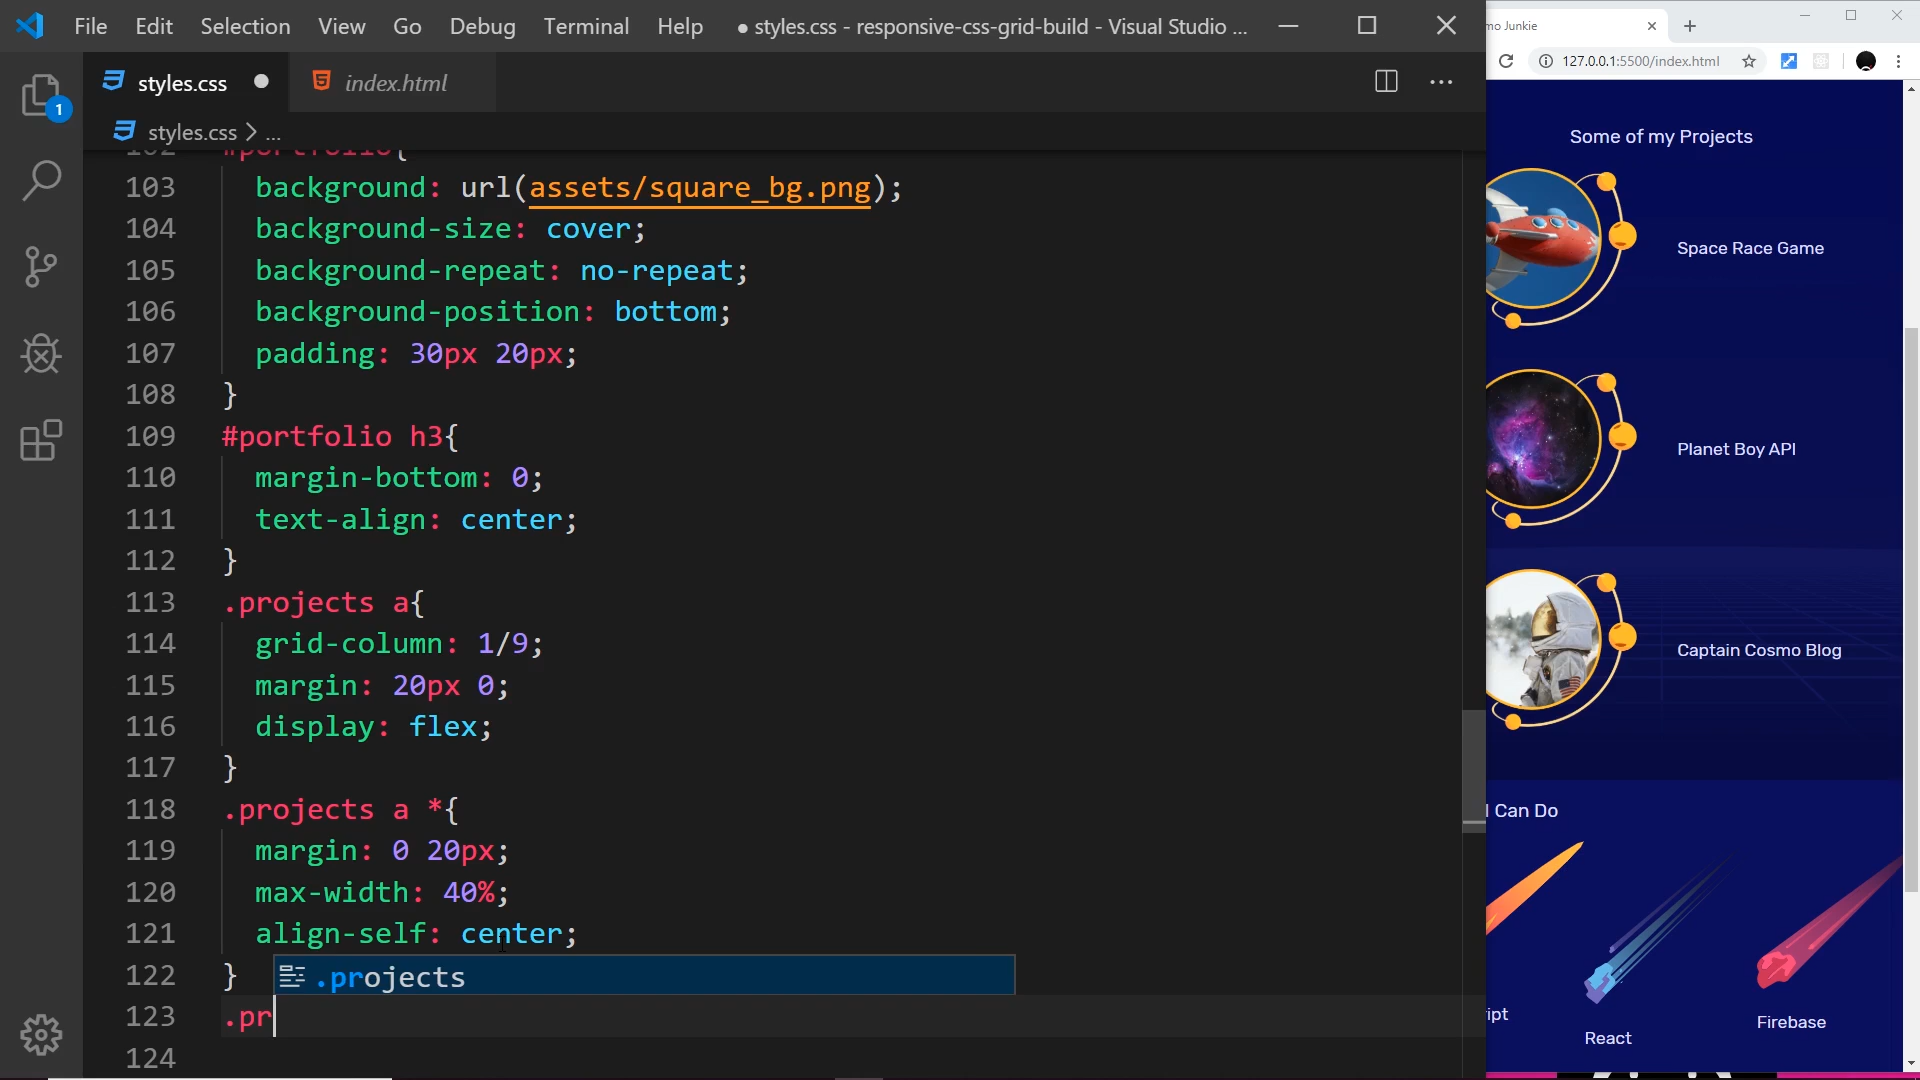 File Edit Selection View Go Debug Terminal Help ● styles.css - responsive-css-grid-build - Visual Studio ...
styles.css ● index.html
styles.css > ...
1
102 #portfolio{
103 background: url(assets/square_bg.png);
104 background-size: cover;
105 background-repeat: no-repeat;
106 background-position: bottom;
107 padding: 30px 20px;
108 }
109 #portfolio h3{
110 margin-bottom: 0;
111 text-align: center;
112 }
113 .projects a{
114 grid-column: 1/9;
115 margin: 20px 0;
116 display: flex;
117 }
118 .projects a *{
119 margin: 0 20px;
120 max-width: 40%;
121 align-self: center;
122 }
.projects
123 .pr
124
mo Junkie
127.0.0.1:5500/index.html
Some of my Projects
Space Race Game
Planet Boy API
Captain Cosmo Blog
I Can Do
ipt
React
Firebase